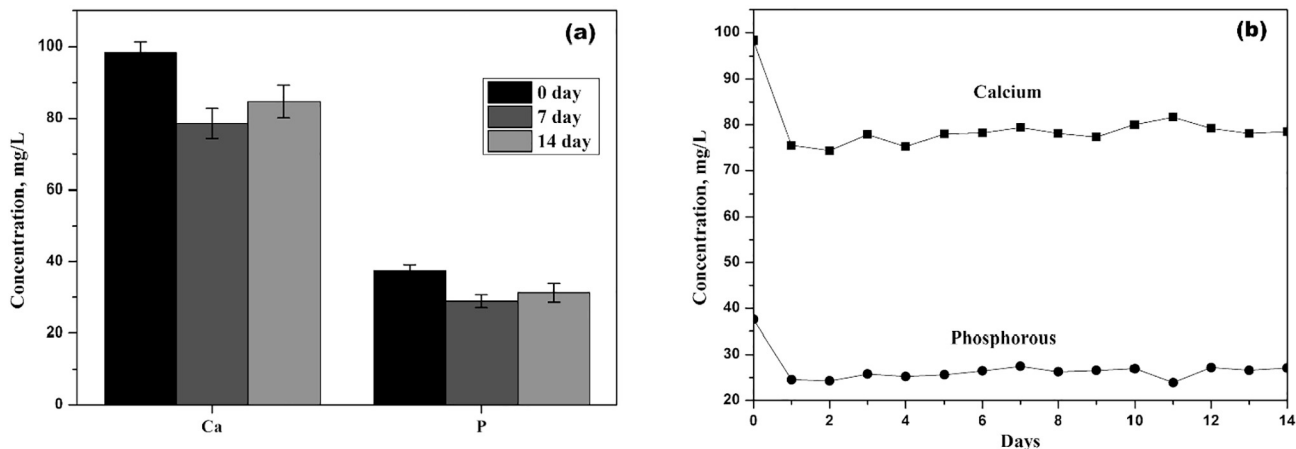 (a)
Concentration, mg/L
100
80
60
40
20
0
0 day
7 day
14 day
Ca
P
(b)
Concentration, mg/L
100
90
80
70
60
50
40
30
20
Calcium
Phosphorous
0 2 4 6 8 10 12 14
Days